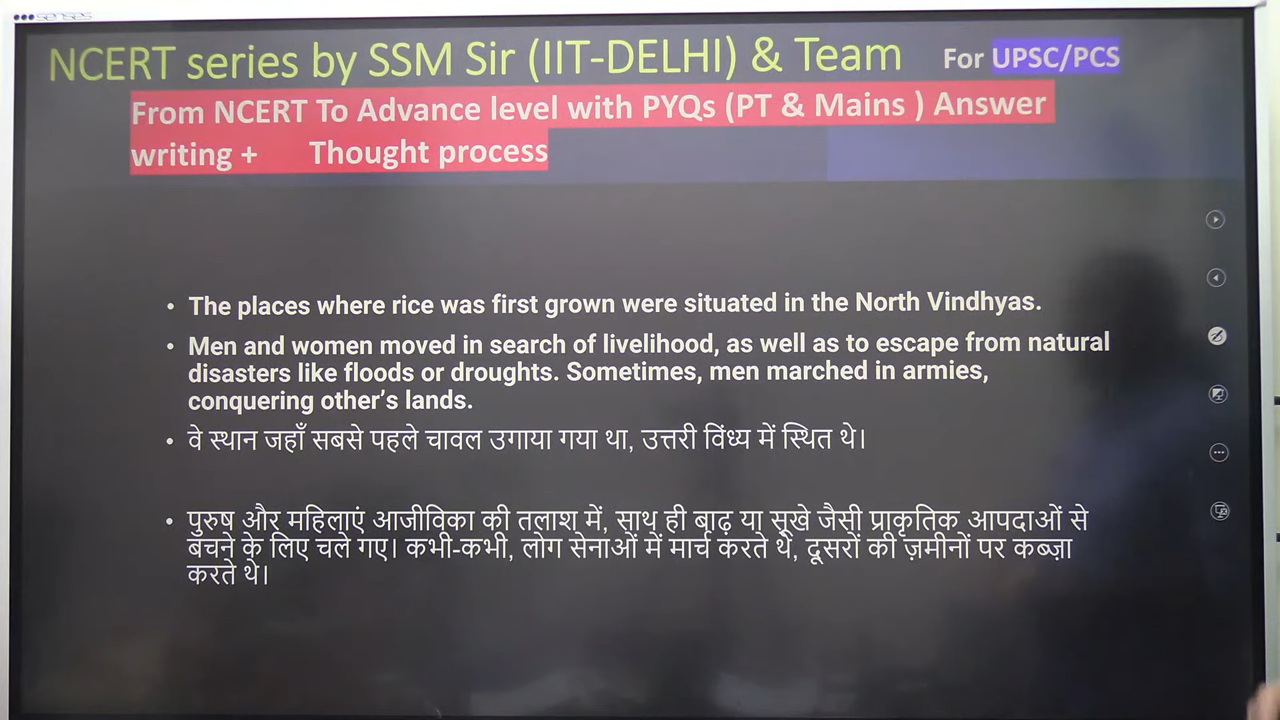 NCERT series by SSM Sir (IIT-DELHI) & Team For UPSC/PCS
From NCERT To Advance level with PYQs (PT & Mains ) Answer
writing + Thought process
• The places where rice was first grown were situated in the North Vindhyas.
• Men and women moved in search of livelihood, as well as to escape from natural
disasters like floods or droughts. Sometimes, men marched in armies,
conquering other's lands.
• वे स्थान जहाँ सबसे पहले चावल उगाया गया था, उत्तरी विंध्य में स्थित थे।
• पुरुष और महिलाएं आजीविका की तलाश में, साथ ही बाढ़ या सूखे जैसी प्राकृतिक आपदाओं से
बचने के लिए चले गए। कभी-कभी, लोग सेनाओं में मार्च करते थे, दूसरों की ज़मीनों पर कब्ज़ा
करते थे।